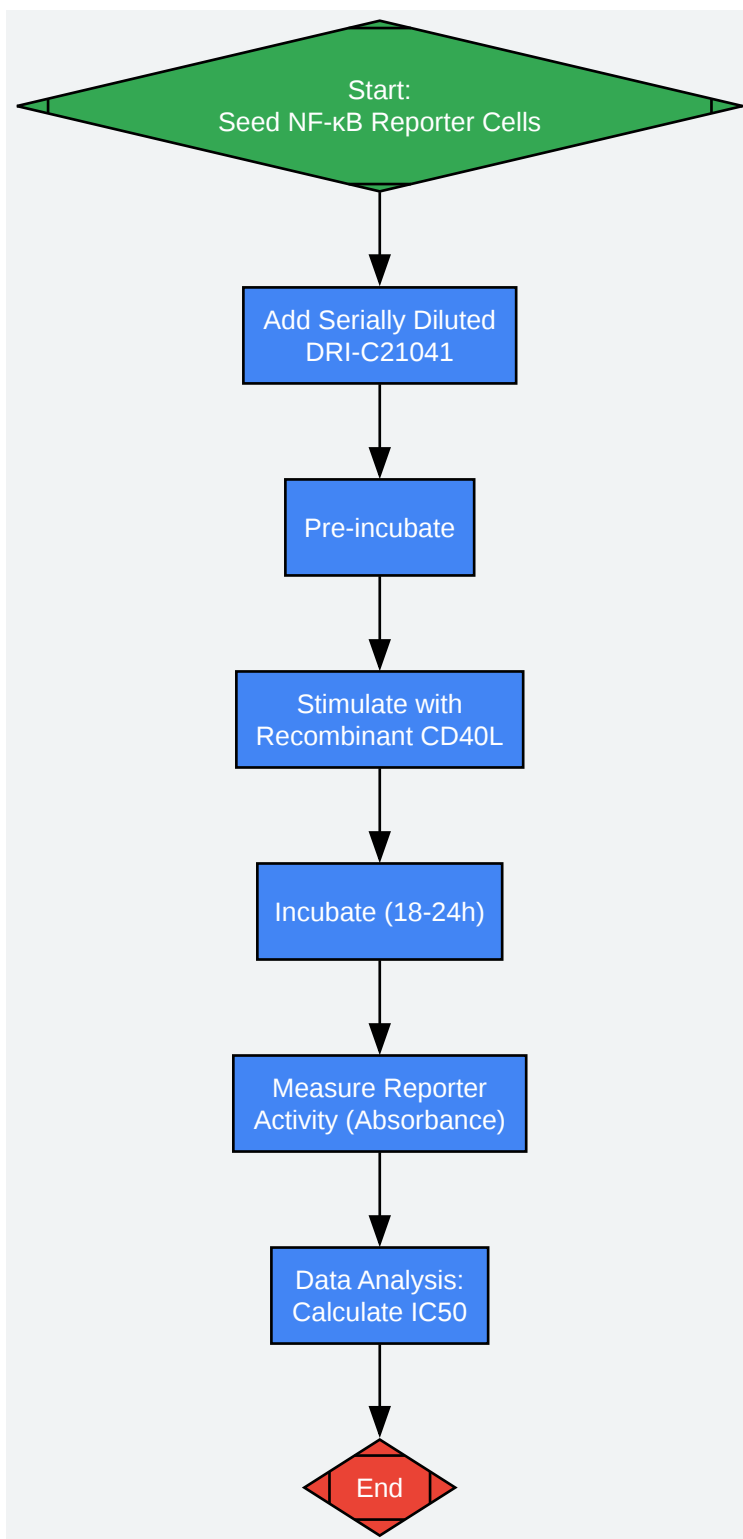 Start:
Seed NF-κB Reporter Cells
Add Serially Diluted
DRI-C21041
Pre-incubate
Stimulate with
Recombinant CD40L
Incubate (18-24h)
Measure Reporter
Activity (Absorbance)
Data Analysis:
Calculate IC50
End